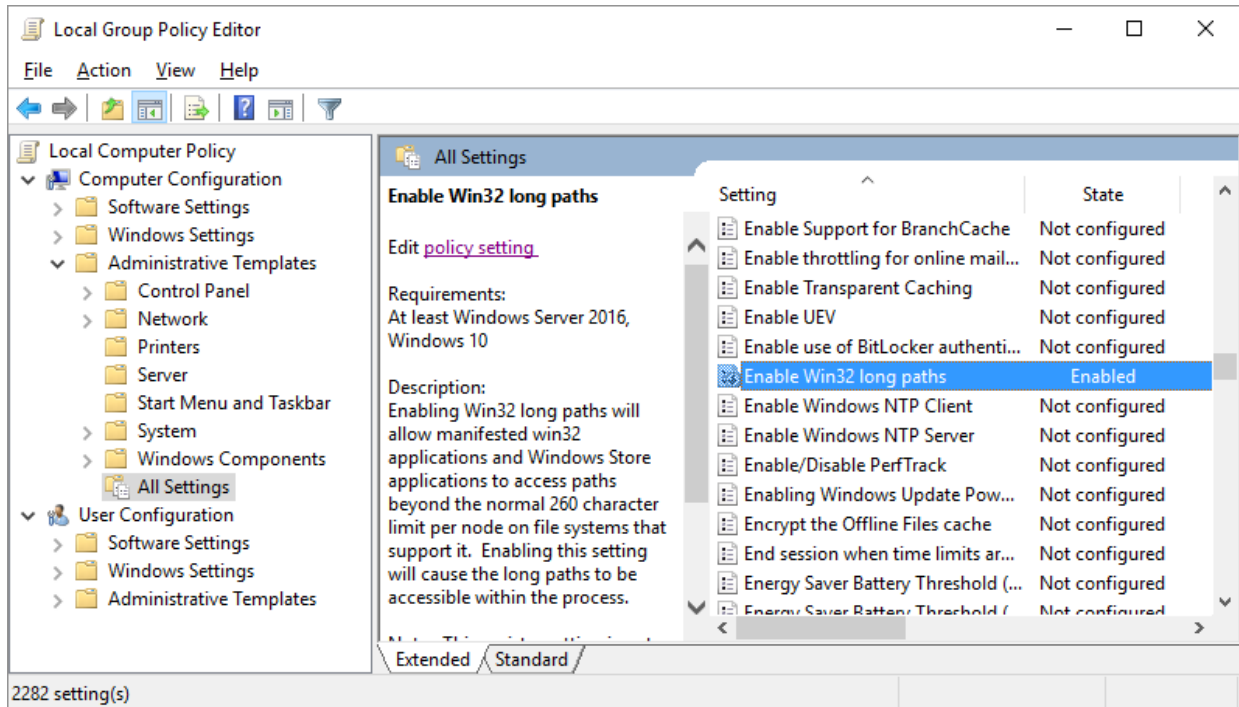 Local Group Policy Editor
File Action View Help
Local Computer Policy
Computer Configuration
Software Settings
Windows Settings
Administrative Templates
Control Panel
Network
Printers
Server
Start Menu and Taskbar
System
Windows Components
All Settings
User Configuration
Software Settings
Windows Settings
Administrative Templates
All Settings
Enable Win32 long paths
Edit policy setting
Requirements:
At least Windows Server 2016,
Windows 10
Description:
Enabling Win32 long paths will
allow manifested win32
applications and Windows Store
applications to access paths
beyond the normal 260 character
limit per node on file systems that
support it. Enabling this setting
will cause the long paths to be
accessible within the process.
Setting State
Enable Support for BranchCache Not configured
Enable throttling for online mail... Not configured
Enable Transparent Caching Not configured
Enable UEV Not configured
Enable use of BitLocker authenti... Not configured
Enable Win32 long paths Enabled
Enable Windows NTP Client Not configured
Enable Windows NTP Server Not configured
Enable/Disable PerfTrack Not configured
Enabling Windows Update Pow... Not configured
Encrypt the Offline Files cache Not configured
End session when time limits ar... Not configured
Energy Saver Battery Threshold (... Not configured
Energy Saver Battery Threshold ( Not configured
Extended Standard
2282 setting(s)